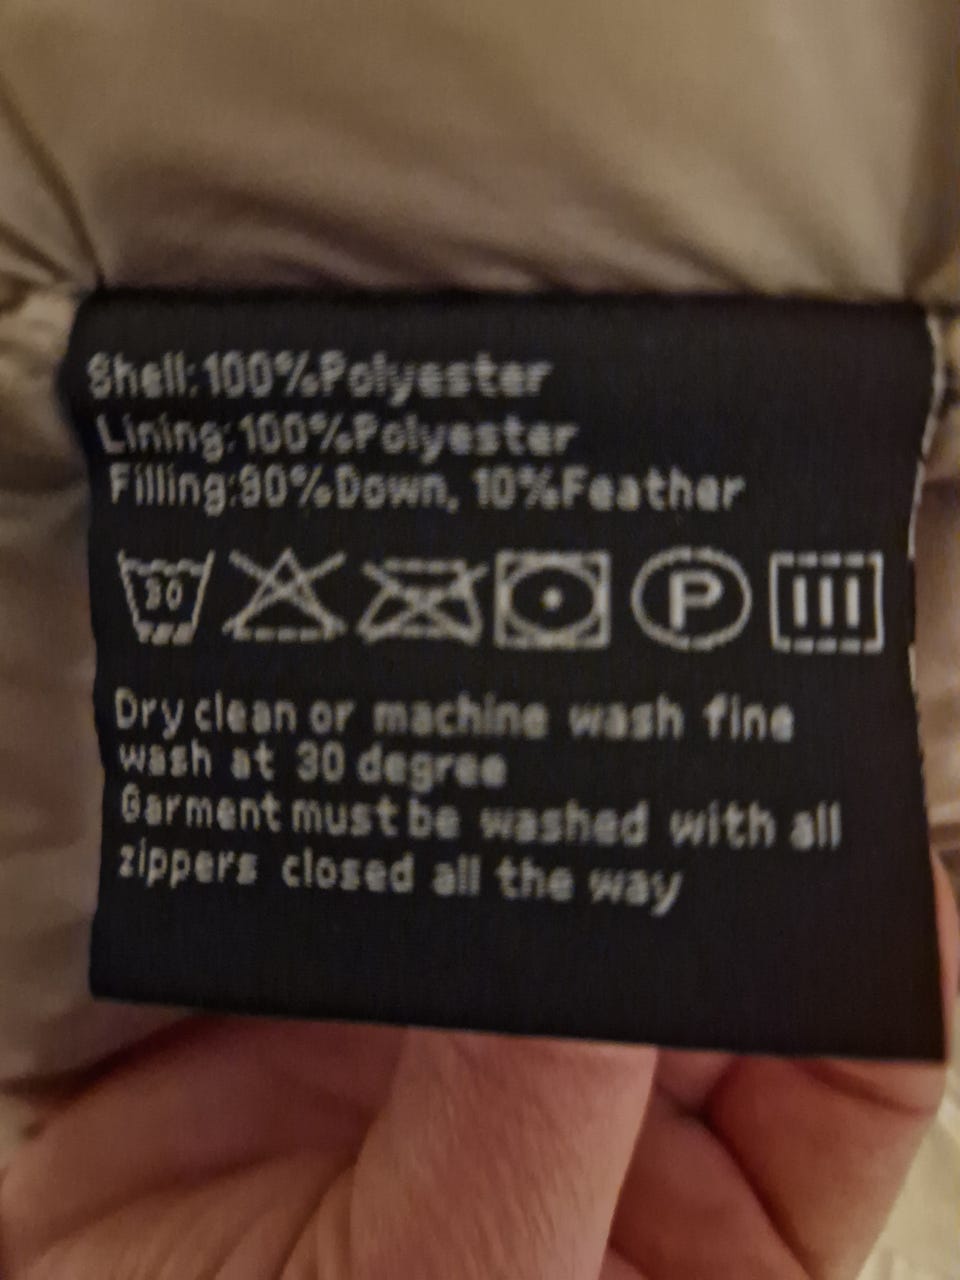 Shell:100%Polyester
Lining:100%Polyester
Filling:90%Down, 10%Feather
30 P
Dry clean or machine wash fine
wash at 30 degree
Garment must be washed with all
zippers closed all the way